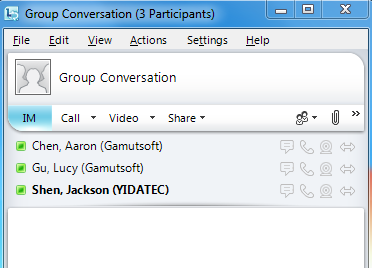 Group Conversation (3 Participants)
File Edit View Actions Settings Help
Group Conversation
IM Call Video Share
Chen, Aaron (Gamutsoft)
Gu, Lucy (Gamutsoft)
Shen, Jackson (YIDATEC)